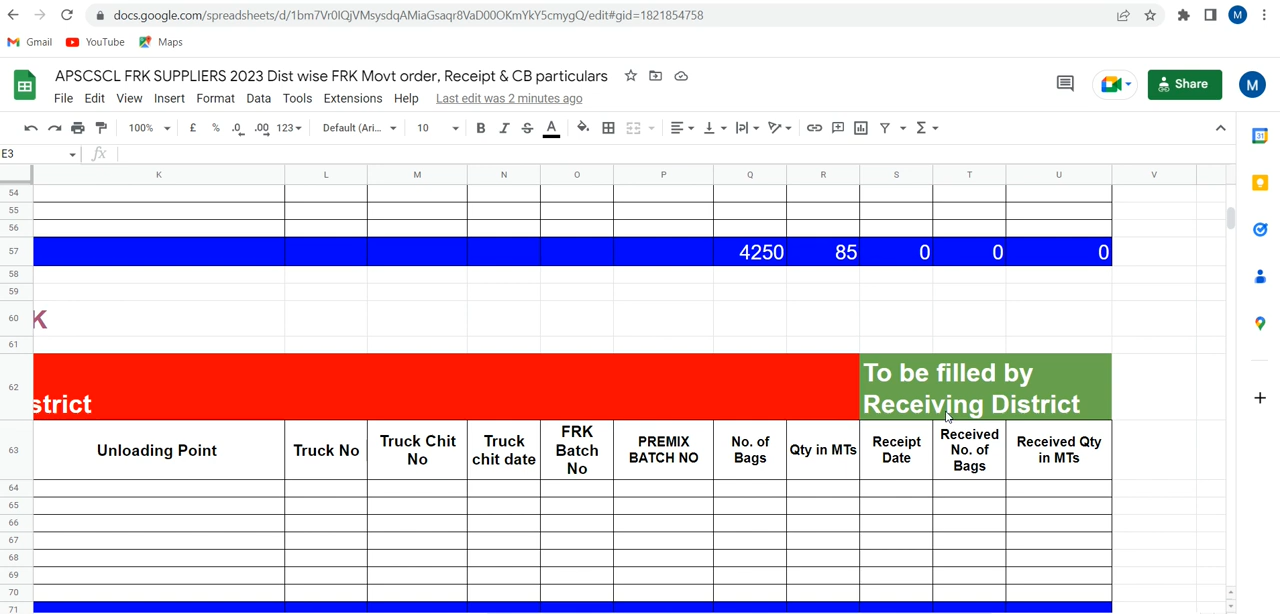 docs.google.com/spreadsheets/d/1bm7Vr0IQjVMsysdqAMiaGsaqr8VaD00OKmYkY5cmygQ/edit#gid=1821854758
M
Gmail YouTube Maps
APSCSCL FRK SUPPLIERS 2023 Dist wise FRK Movt order, Receipt & CB particulars
Share M
File Edit View Insert Format Data Tools Extensions Help Last edit was 2 minutes ago
100% £ % .0 .00 123 Default (Ari... 10 B I S A Σ
31
E3 fx
K L M N O P Q R S T U V
54
55
56
57 4250 85 0 0 0
58
59
60 K
61
62 strict To be filled by Receiving District
63 Unloading Point Truck No Truck Chit No Truck chit date FRK Batch No PREMIX BATCH NO No. of Bags Qty in MTs Receipt Date Received No. of Bags Received Qty in MTs
64
65
66
67
68
69
70
71